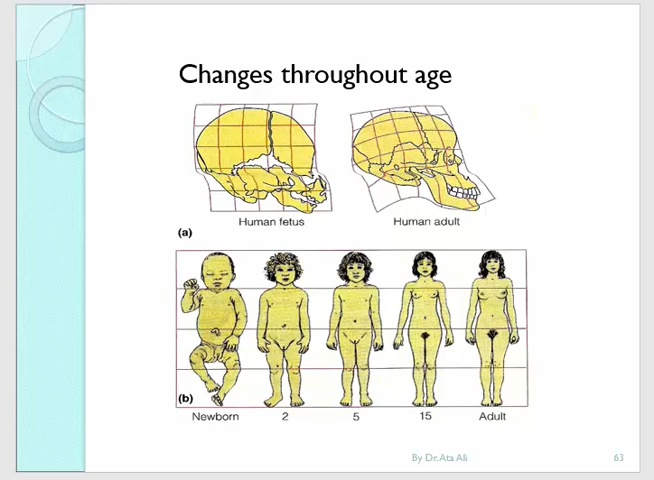 Changes throughout age
Human fetus
Human adult
(a)
(b)
Newborn
2
5
15
Adult
By Dr. Ata Ali
63